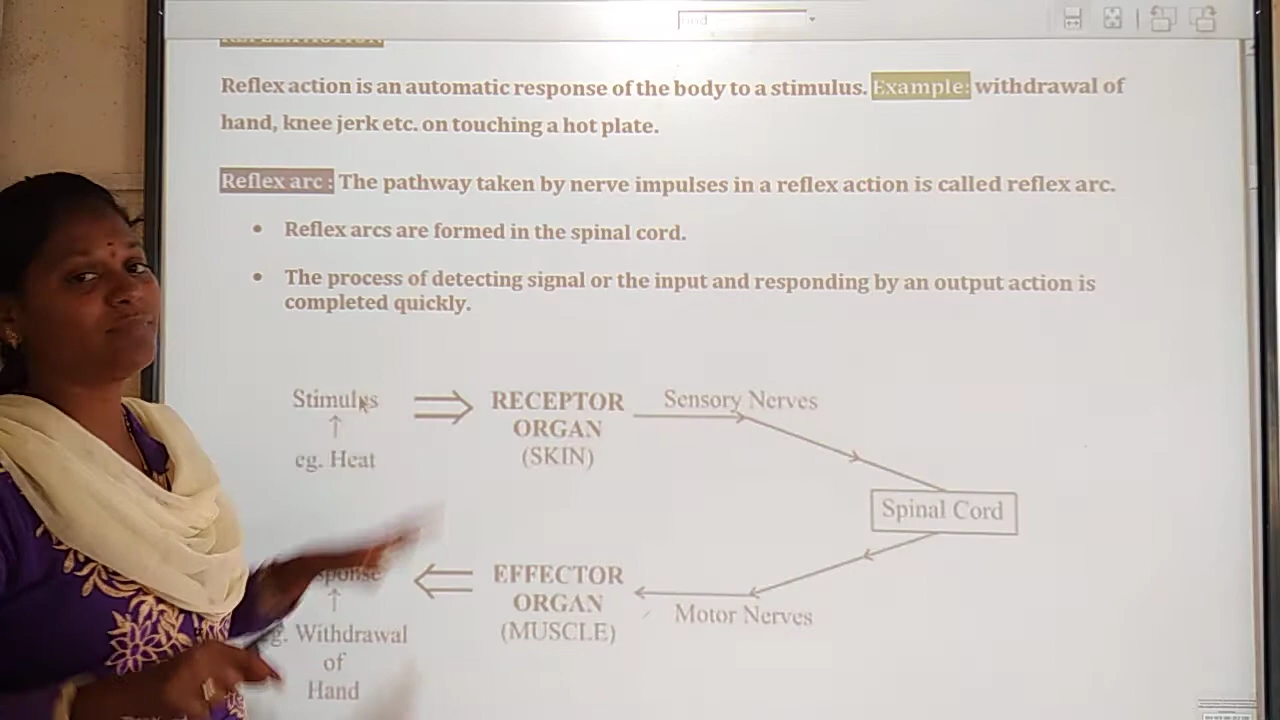 Find
Reflex action is an automatic response of the body to a stimulus. Example: withdrawal of
hand, knee jerk etc. on touching a hot plate.
Reflex arc : The pathway taken by nerve impulses in a reflex action is called reflex arc.
• Reflex arcs are formed in the spinal cord.
• The process of detecting signal or the input and responding by an output action is
completed quickly.
Stimulus
↑
eg. Heat
RECEPTOR
ORGAN
(SKIN)
Sensory Nerves
Spinal Cord
Motor Nerves
EFFECTOR
ORGAN
(MUSCLE)
sponse
↑
g. Withdrawal
of
Hand